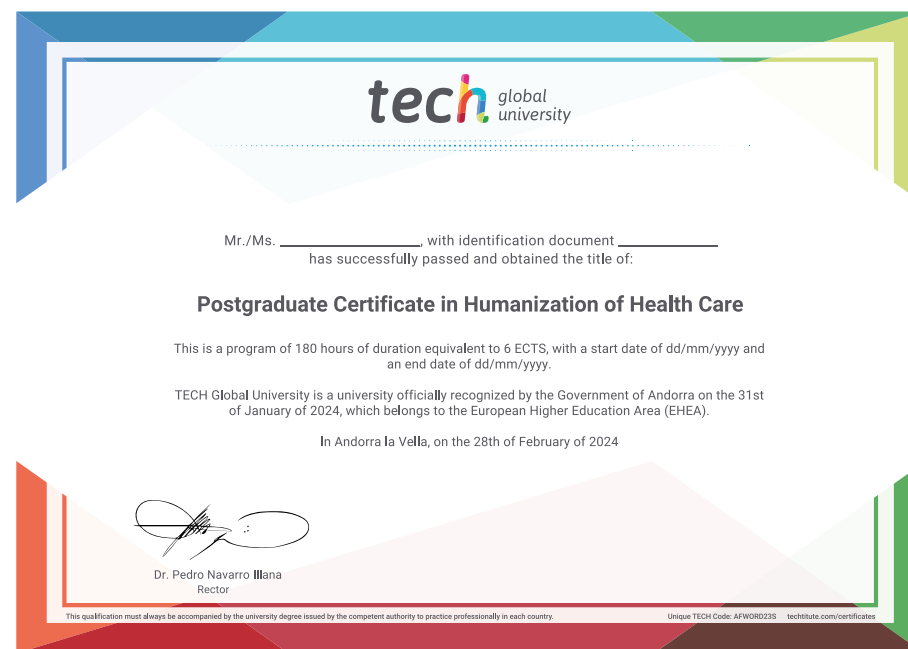 tech global
university
Mr./Ms. ____________, with identification document ____________
has successfully passed and obtained the title of:
Postgraduate Certificate in Humanization of Health Care
This is a program of 180 hours of duration equivalent to 6 ECTS, with a start date of dd/mm/yyyy and
an end date of dd/mm/yyyy.
TECH Global University is a university officially recognized by the Government of Andorra on the 31st
of January of 2024, which belongs to the European Higher Education Area (EHEA).
In Andorra la Vella, on the 28th of February of 2024
Dr. Pedro Navarro Illana
Rector
This qualification must always be accompanied by the university degree issued by the competent authority to practice professionally in each country.
Unique TECH Code: AFWORD23S techtitute.com/certificates